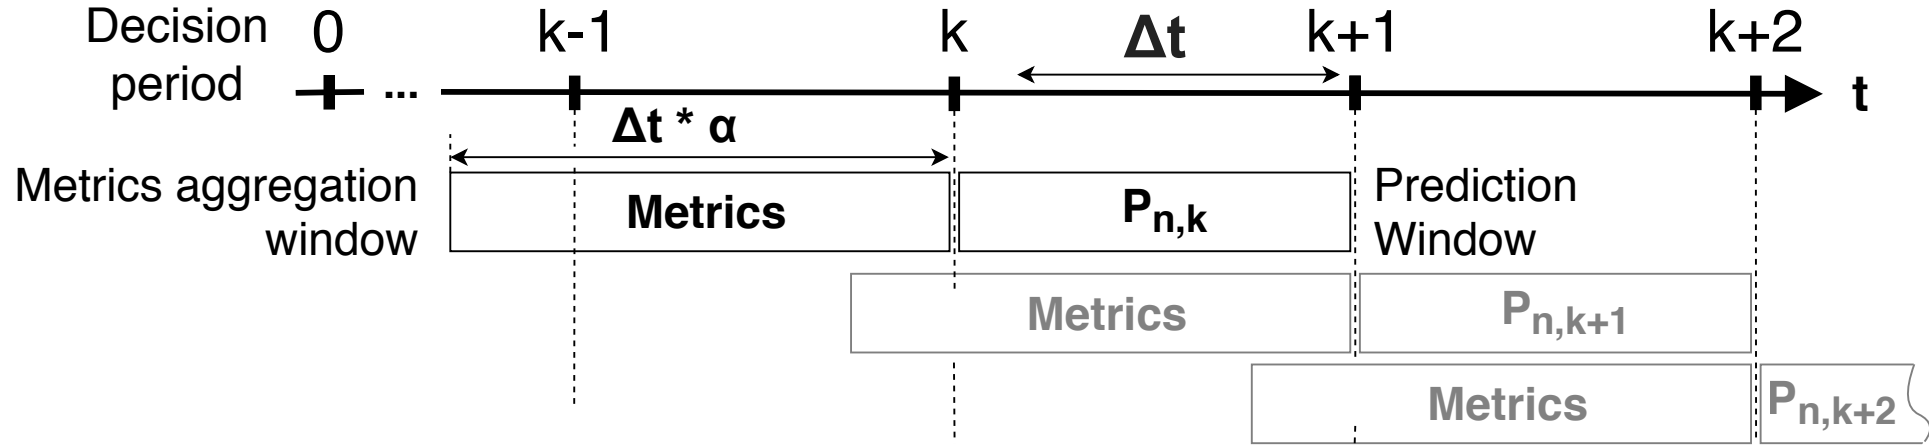 Decision period
0
...
k-1
k
Δt
k+1
k+2
t
Δt * α
Metrics aggregation
window
Metrics
Pn,k
Prediction
Window
Metrics
Pn,k+1
Metrics
Pn,k+2